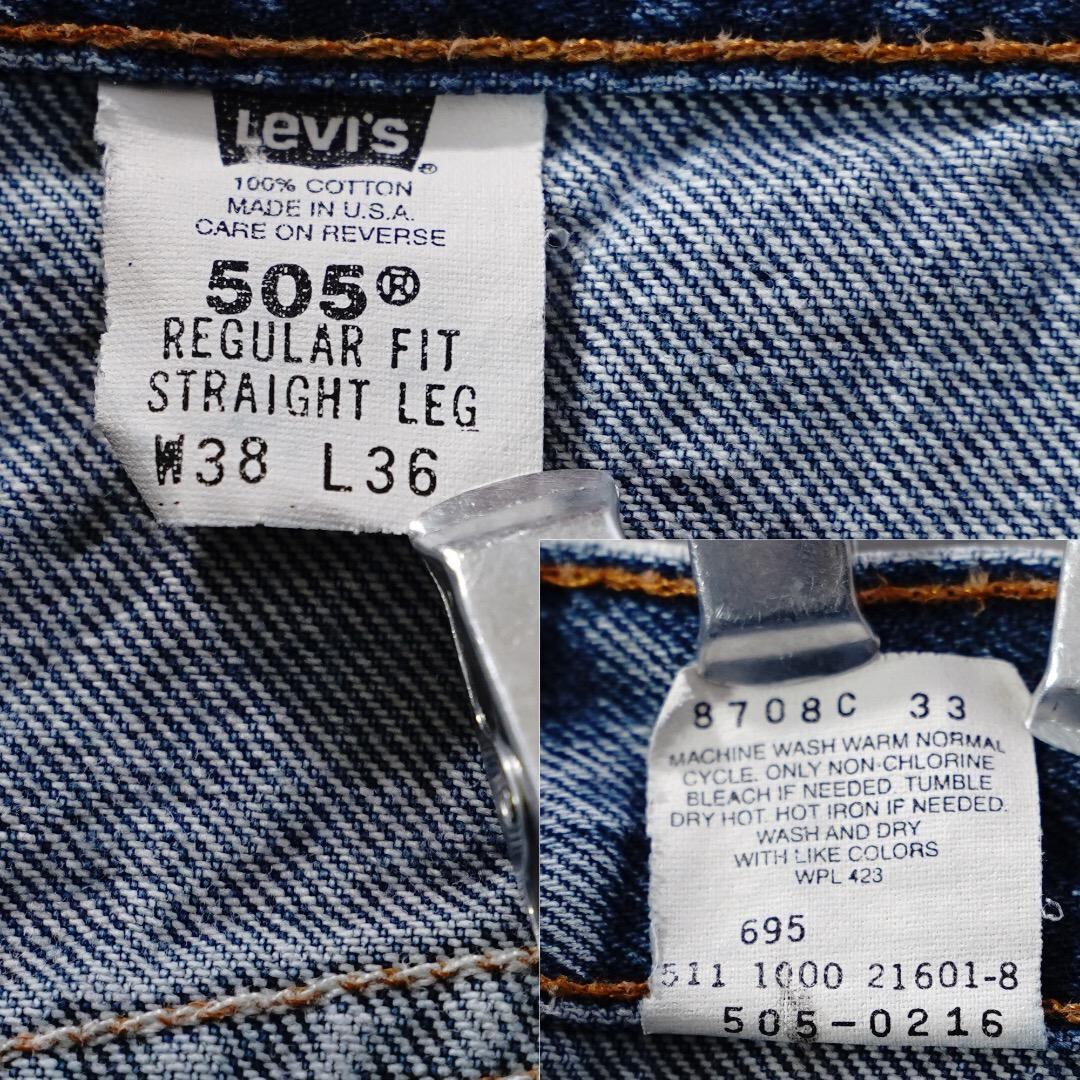 Levi's®
100% COTTON
MADE IN U.S.A.
CARE ON REVERSE
505®
REGULAR FIT
STRAIGHT LEG
W38 L36
8708C 33
MACHINE WASH WARM NORMAL
CYCLE. ONLY NON-CHLORINE
BLEACH IF NEEDED. TUMBLE
DRY HOT. HOT IRON IF NEEDED.
WASH AND DRY
WITH LIKE COLORS
WPL 423
695
511 1000 21601-8
505-0216